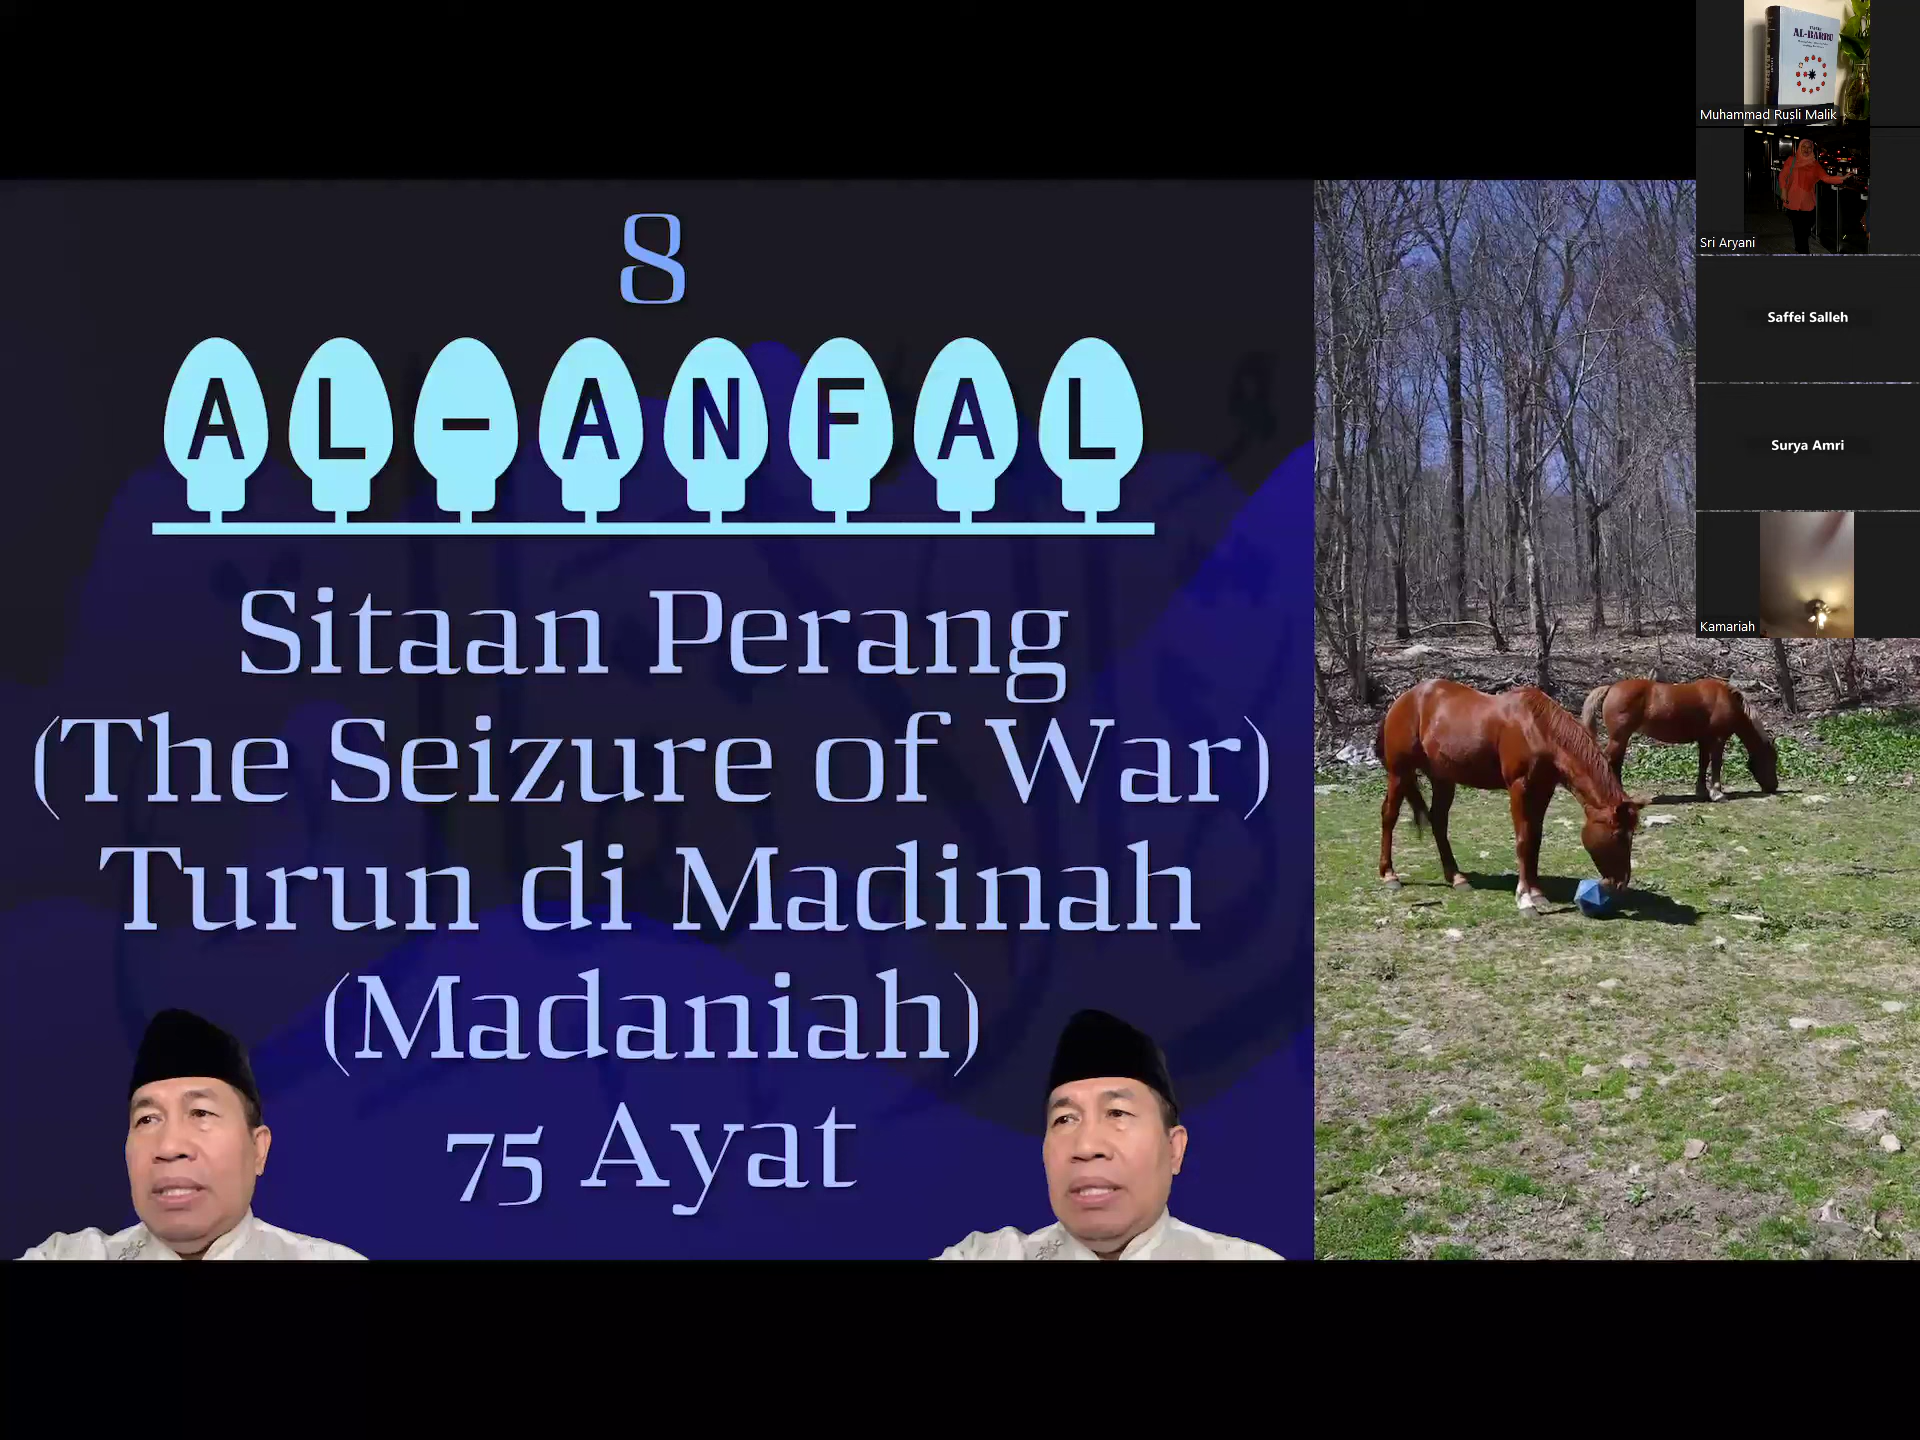 8
AL-ANFAL
Sitaan Perang
(The Seizure of War)
Turun di Madinah
(Madaniah)
75 Ayat
AL-BARRU
Muhammad Rusli Malik
Sri Aryani
Saffei Salleh
Surya Amri
Kamariah